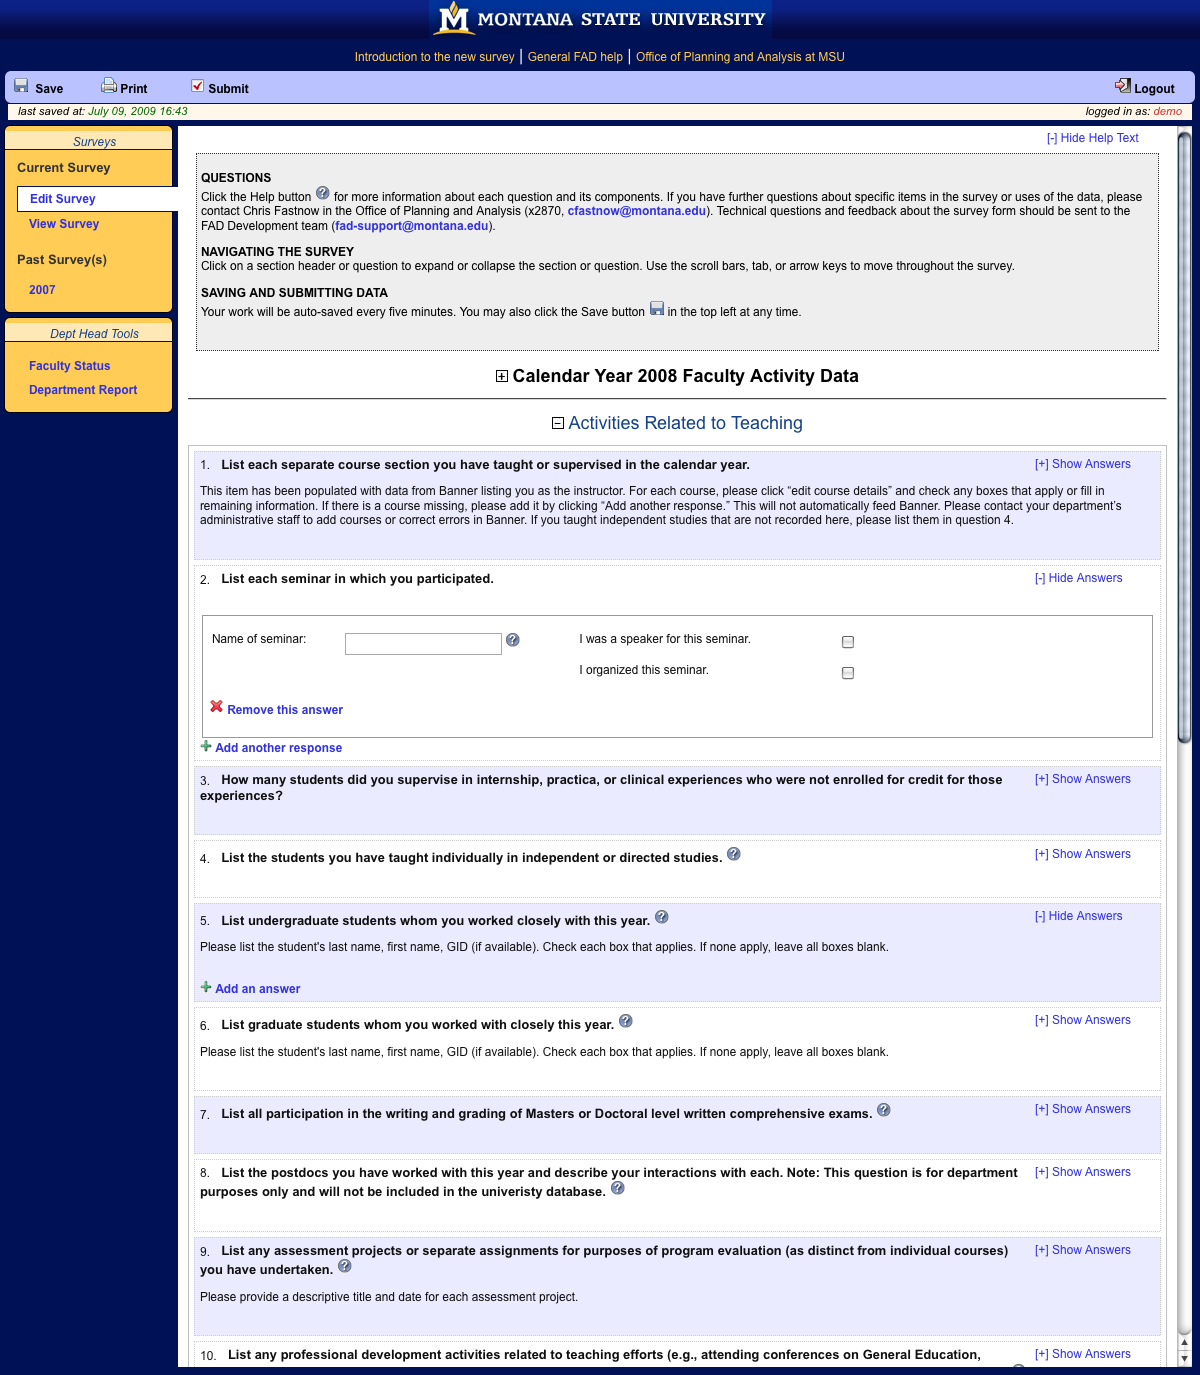 MONTANA STATE UNIVERSITY
Introduction to the new survey | General FAD help | Office of Planning and Analysis at MSU
Save Print Submit Logout
last saved at: July 09, 2009 16:43 logged in as: demo
Surveys
Current Survey
Edit Survey
View Survey
Past Survey(s)
2007
Dept Head Tools
Faculty Status
Department Report
[-] Hide Help Text
QUESTIONS
Click the Help button ? for more information about each question and its components. If you have further questions about specific items in the survey or uses of the data, please
contact Chris Fastnow in the Office of Planning and Analysis (x2870, cfastnow@montana.edu). Technical questions and feedback about the survey form should be sent to the
FAD Development team (fad-support@montana.edu).
NAVIGATING THE SURVEY
Click on a section header or question to expand or collapse the section or question. Use the scroll bars, tab, or arrow keys to move throughout the survey.
SAVING AND SUBMITTING DATA
Your work will be auto-saved every five minutes. You may also click the Save button in the top left at any time.
Calendar Year 2008 Faculty Activity Data
Activities Related to Teaching
1. List each separate course section you have taught or supervised in the calendar year. [+] Show Answers
This item has been populated with data from Banner listing you as the instructor. For each course, please click “edit course details” and check any boxes that apply or fill in
remaining information. If there is a course missing, please add it by clicking “Add another response.” This will not automatically feed Banner. Please contact your department’s
administrative staff to add courses or correct errors in Banner. If you taught independent studies that are not recorded here, please list them in question 4.
2. List each seminar in which you participated. [-] Hide Answers
Name of seminar: ? I was a speaker for this seminar.
I organized this seminar.
Remove this answer
Add another response
3. How many students did you supervise in internship, practica, or clinical experiences who were not enrolled for credit for those [+] Show Answers
experiences?
4. List the students you have taught individually in independent or directed studies. ? [+] Show Answers
5. List undergraduate students whom you worked closely with this year. ? [-] Hide Answers
Please list the student's last name, first name, GID (if available). Check each box that applies. If none apply, leave all boxes blank.
Add an answer
6. List graduate students whom you worked with closely this year. ? [+] Show Answers
Please list the student's last name, first name, GID (if available). Check each box that applies. If none apply, leave all boxes blank.
7. List all participation in the writing and grading of Masters or Doctoral level written comprehensive exams. ? [+] Show Answers
8. List the postdocs you have worked with this year and describe your interactions with each. Note: This question is for department [+] Show Answers
purposes only and will not be included in the univeristy database. ?
9. List any assessment projects or separate assignments for purposes of program evaluation (as distinct from individual courses) [+] Show Answers
you have undertaken. ?
Please provide a descriptive title and date for each assessment project.
10. List any professional development activities related to teaching efforts (e.g., attending conferences on General Education, [+] Show Answers